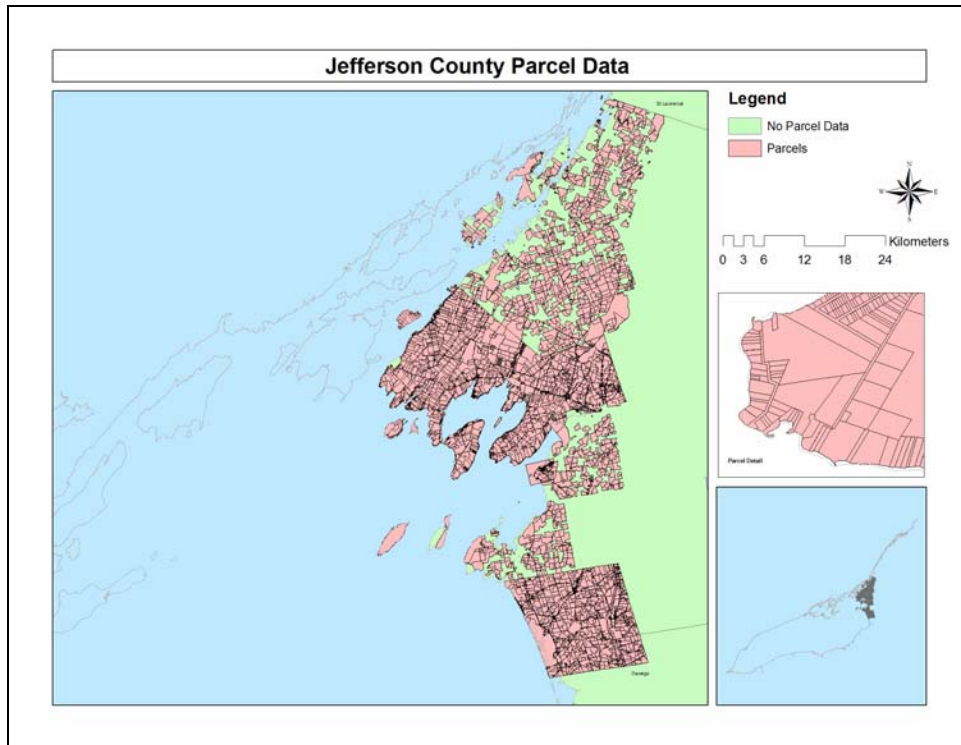 Jefferson County Parcel Data
St Lawrence
Oswego
Legend
No Parcel Data
Parcels
N
W E
S
Kilometers
0 3 6 12 18 24
Parcel Detail